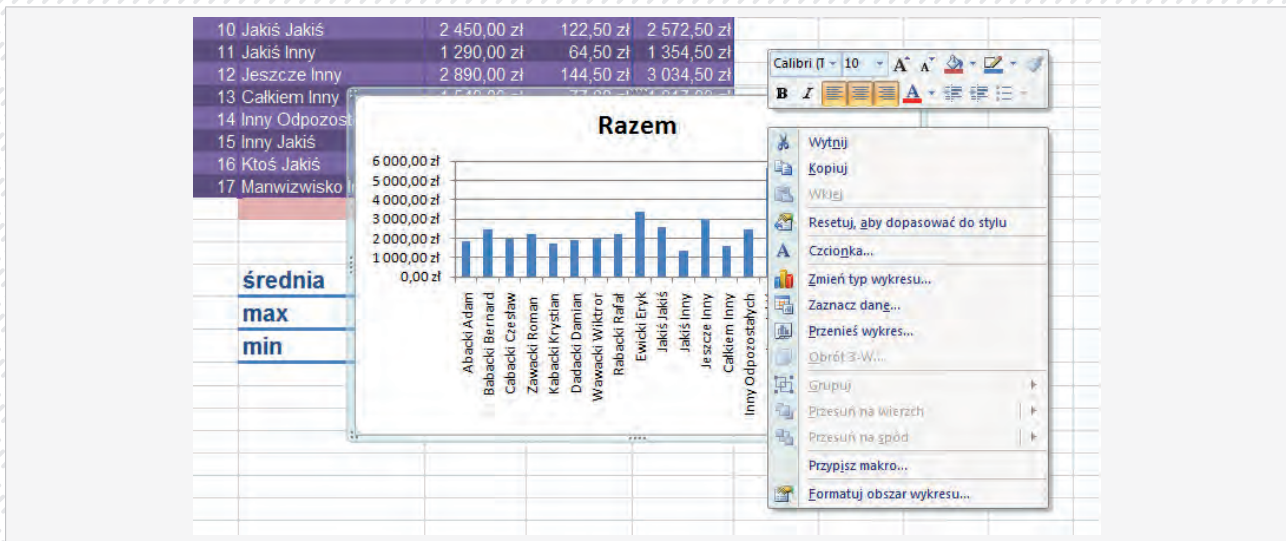 10 Jakiś Jakiś 2 450,00 zł 122,50 zł 2 572,50 zł
11 Jakiś Inny 1 290,00 zł 64,50 zł 1 354,50 zł
12 Jeszcze Inny 2 890,00 zł 144,50 zł 3 034,50 zł
13 Całkiem Inny
14 Inny Odpozost
15 Inny Jakiś
16 Ktoś Jakiś
17 Manwizwisko
średnia
max
min
Razem
6 000,00 zł
5 000,00 zł
4 000,00 zł
3 000,00 zł
2 000,00 zł
1 000,00 zł
0,00 zł
Abacki Adam
Babacki Bernard
Cabacki Czesław
Zawacki Roman
Kabacki Krystian
Dadacki Damian
Wawacki Wiktror
Rabacki Rafał
Ewicki Eryk
Jakiś Jakiś
Jakiś Inny
Jeszcze Inny
Całkiem Inny
Inny Odpozostałych
Calibri (T 10 A A
B I A
Wytnij
Kopiuj
Wklej
Resetuj, aby dopasować do stylu
Czcionka...
Zmień typ wykresu...
Zaznacz dane...
Przenieś wykres...
Obrót 3-W...
Grupuj
Przesuń na wierzch
Przesuń na spód
Przypisz makro...
Formatuj obszar wykresu...